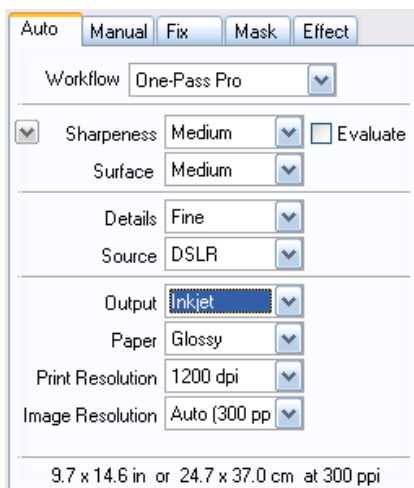 Auto Manual Fix Mask Effect
Workflow One-Pass Pro
Sharpeness Medium Evaluate
Surface Medium
Details Fine
Source DSLR
Output Inkjet
Paper Glossy
Print Resolution 1200 dpi
Image Resolution Auto (300 pp
9.7 x 14.6 in or 24.7 x 37.0 cm at 300 ppi